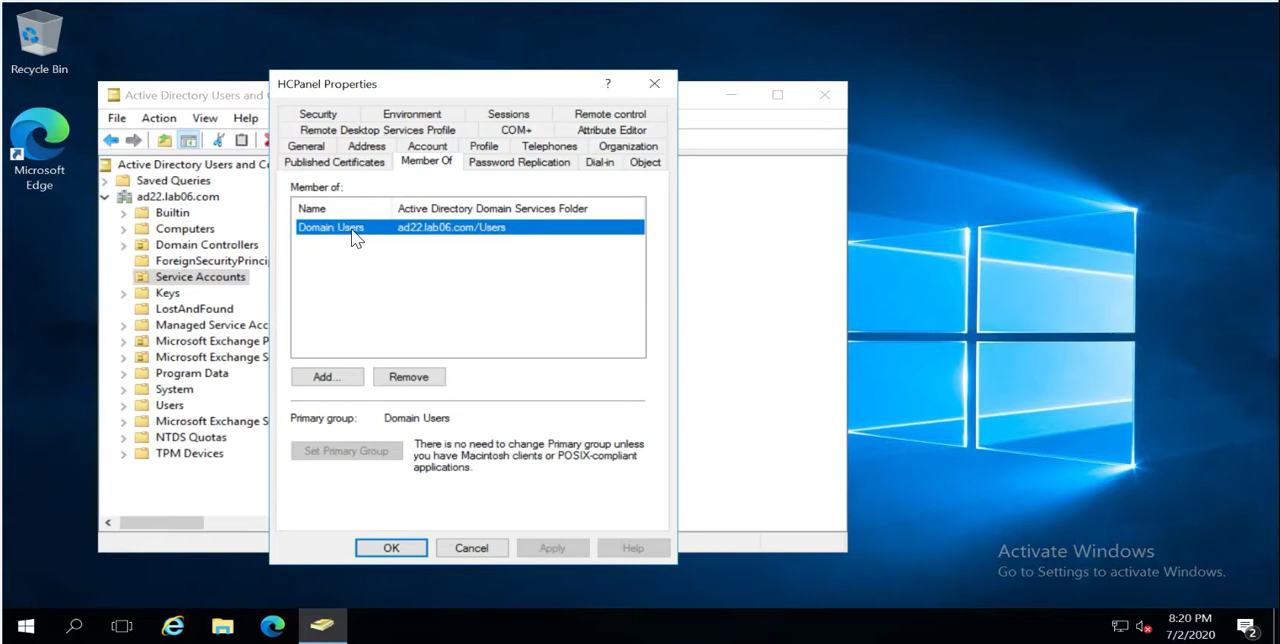 Recycle Bin
Microsoft
Edge
Active Directory Users and C
File Action View Help
Active Directory Users and Co
Saved Queries
ad22.lab06.com
Builtin
Computers
Domain Controllers
ForeignSecurityPrincip
Service Accounts
Keys
LostAndFound
Managed Service Acc
Microsoft Exchange P
Microsoft Exchange S
Program Data
System
Users
Microsoft Exchange S
NTDS Quotas
TPM Devices
HCPanel Properties
Security Environment Sessions Remote control
Remote Desktop Services Profile COM+ Attribute Editor
General Address Account Profile Telephones Organization
Published Certificates Member Of Password Replication Dial-in Object
Member of:
Name Active Directory Domain Services Folder
Domain Users ad22.lab06.com/Users
Add... Remove
Primary group: Domain Users
Set Primary Group
There is no need to change Primary group unless
you have Macintosh clients or POSIX-compliant
applications.
OK Cancel Apply Help
Activate Windows
Go to Settings to activate Windows.
8:20 PM
7/2/2020
2